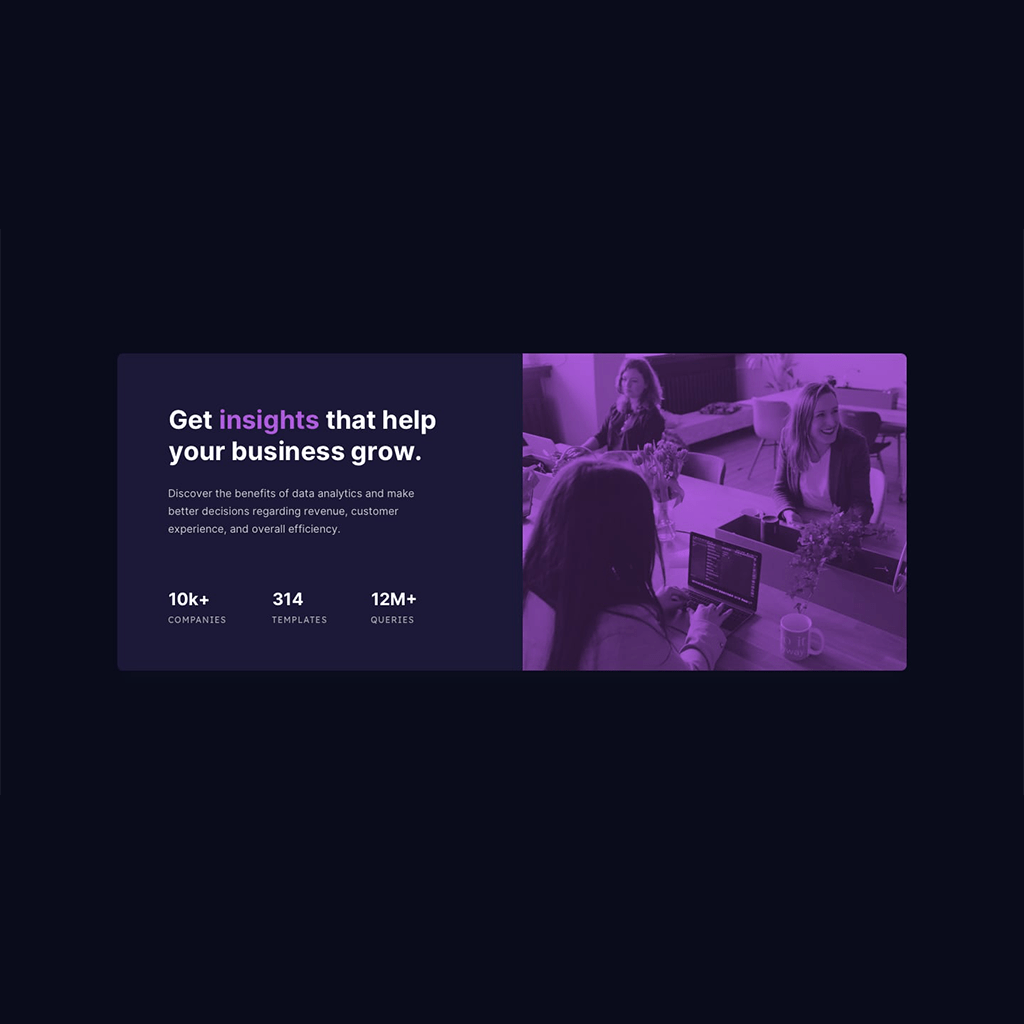 Get insights that help
your business grow.
Discover the benefits of data analytics and make
better decisions regarding revenue, customer
experience, and overall efficiency.
10k+ 314 12M+
COMPANIES TEMPLATES QUERIES